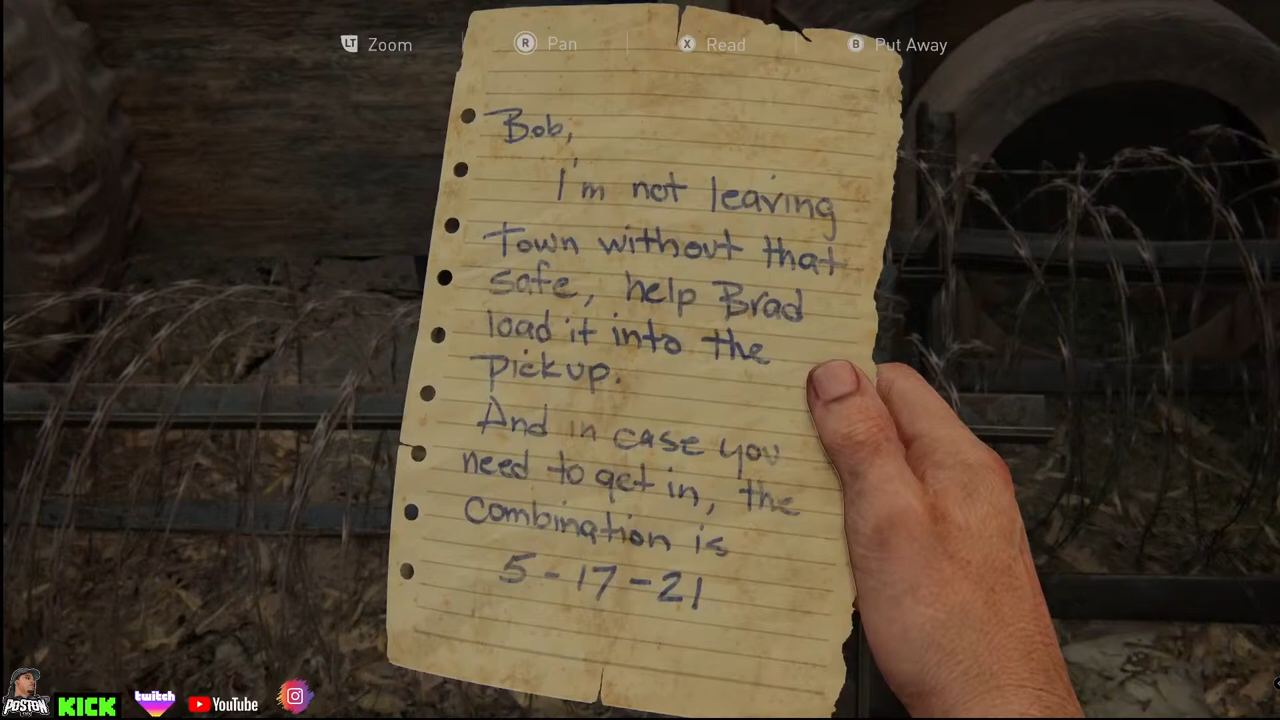 LT Zoom R Pan X Read B Put Away
Bob,
I'm not leaving
Town without that
safe, help Brad
load it into the
Pickup.
And in case you
need to get in, the
Combination is
5-17-21
POSTON KICK twitch YouTube